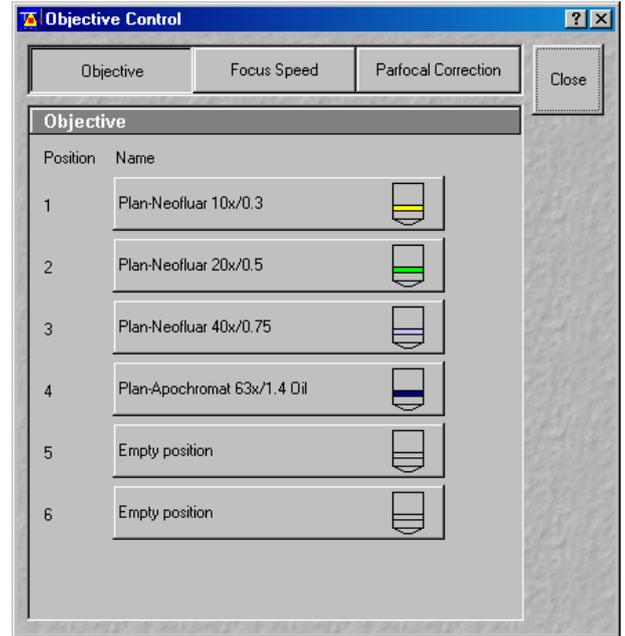 Objective Control
Objective Focus Speed Parfocal Correction Close
Objective
Position Name
1 Plan-Neofluar 10x/0.3
2 Plan-Neofluar 20x/0.5
3 Plan-Neofluar 40x/0.75
4 Plan-Apochromat 63x/1.4 Oil
5 Empty position
6 Empty position